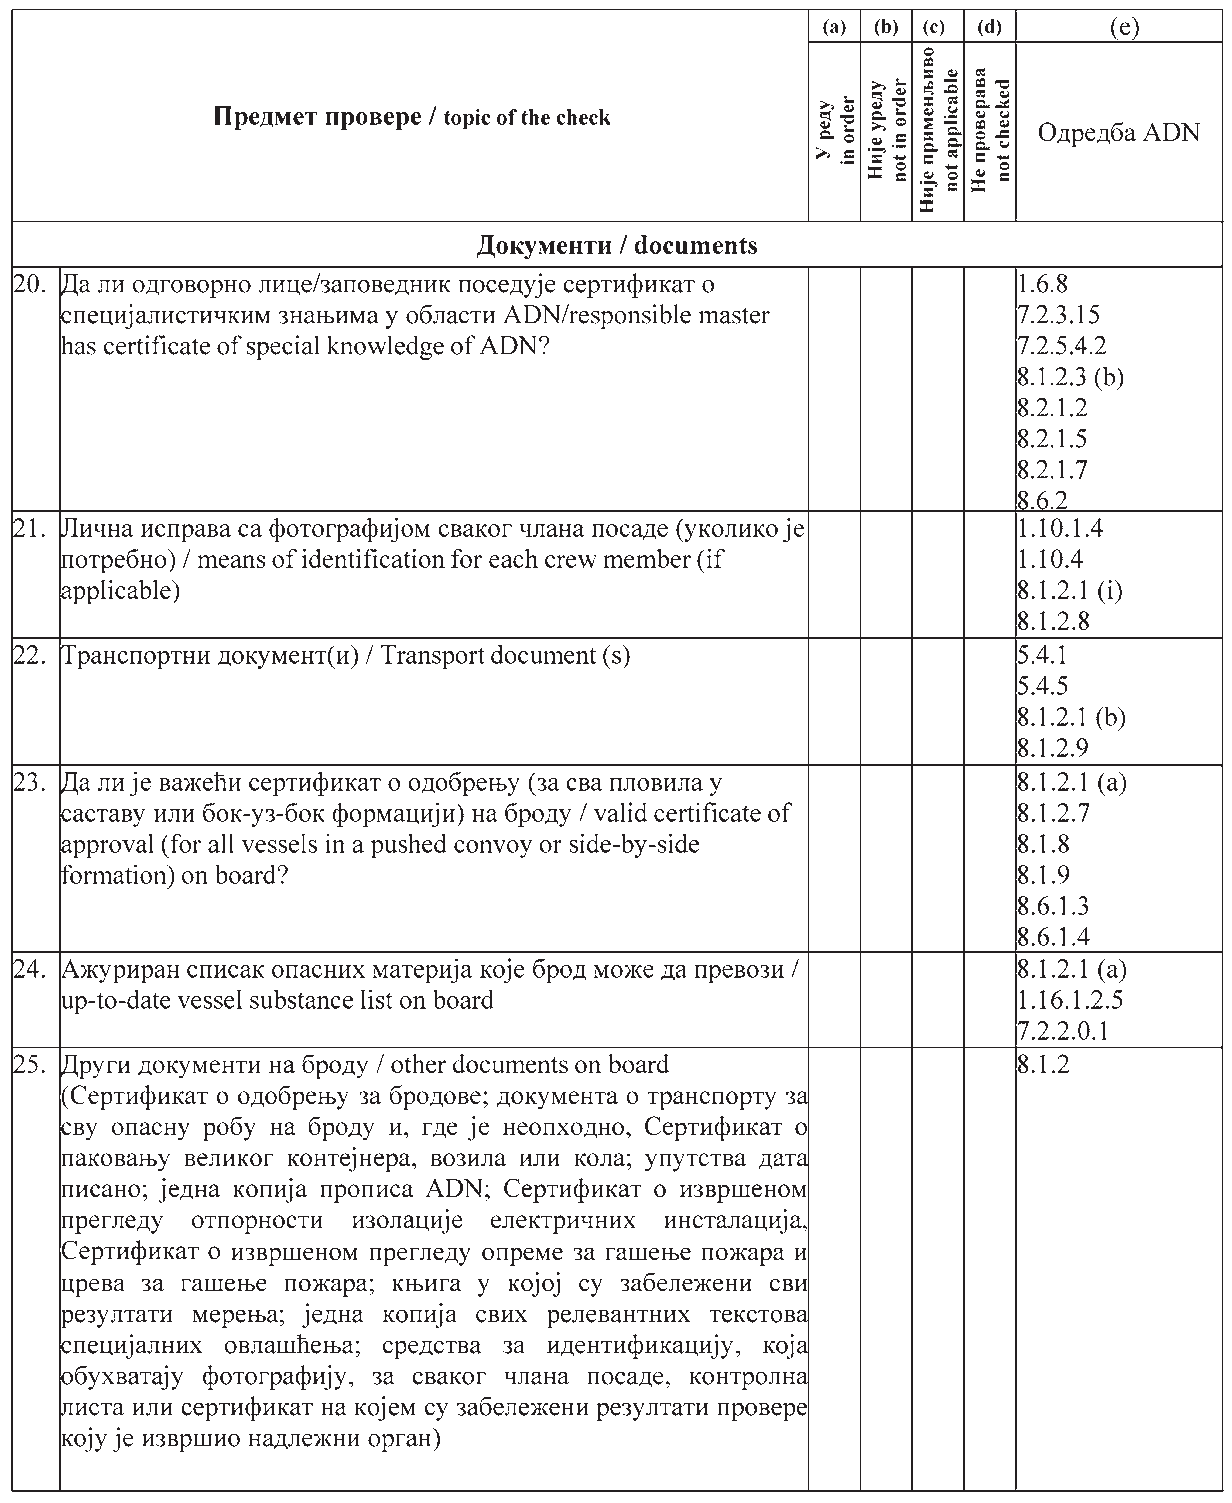 (a) (b) (c) (d) (e)
Предмет провере / topic of the check
У реду
in order
Није уреду
not in order
Није применљиво
not applicable
Не проверава
not checked
Одредба ADN
Документи / documents
20. Да ли одговорно лице/заповедник поседује сертификат о
специјалистичким знањима у области ADN/responsible master
has certificate of special knowledge of ADN?
1.6.8
7.2.3.15
7.2.5.4.2
8.1.2.3 (b)
8.2.1.2
8.2.1.5
8.2.1.7
8.6.2
21. Лична исправа са фотографијом сваког члана посаде (уколико је
потребно) / means of identification for each crew member (if
applicable)
1.10.1.4
1.10.4
8.1.2.1 (i)
8.1.2.8
22. Транспортни документ(и) / Transport document (s)
5.4.1
5.4.5
8.1.2.1 (b)
8.1.2.9
23. Да ли је важећи сертификат о одобрењу (за сва пловила у
саставу или бок-уз-бок формацији) на броду / valid certificate of
approval (for all vessels in a pushed convoy or side-by-side
formation) on board?
8.1.2.1 (a)
8.1.2.7
8.1.8
8.1.9
8.6.1.3
8.6.1.4
24. Ажуриран списак опасних материја које брод може да превози /
up-to-date vessel substance list on board
8.1.2.1 (a)
1.16.1.2.5
7.2.2.0.1
25. Други документи на броду / other documents on board
(Сертификат о одобрењу за бродове; документа о транспорту за
сву опасну робу на броду и, где је неопходно, Сертификат о
паковању великог контејнера, возила или кола; упутства дата
писано; једна копија прописа ADN; Сертификат о извршеном
прегледу отпорности изолације електричних инсталација,
Сертификат о извршеном прегледу опреме за гашење пожара и
црева за гашење пожара; књига у којој су забележени сви
резултати мерења; једна копија свих релевантних текстова
специјалних овлашћења; средства за идентификацију, која
обухватају фотографију, за сваког члана посаде, контролна
листа или сертификат на којем су забележени резултати провере
коју је извршио надлежни орган)
8.1.2